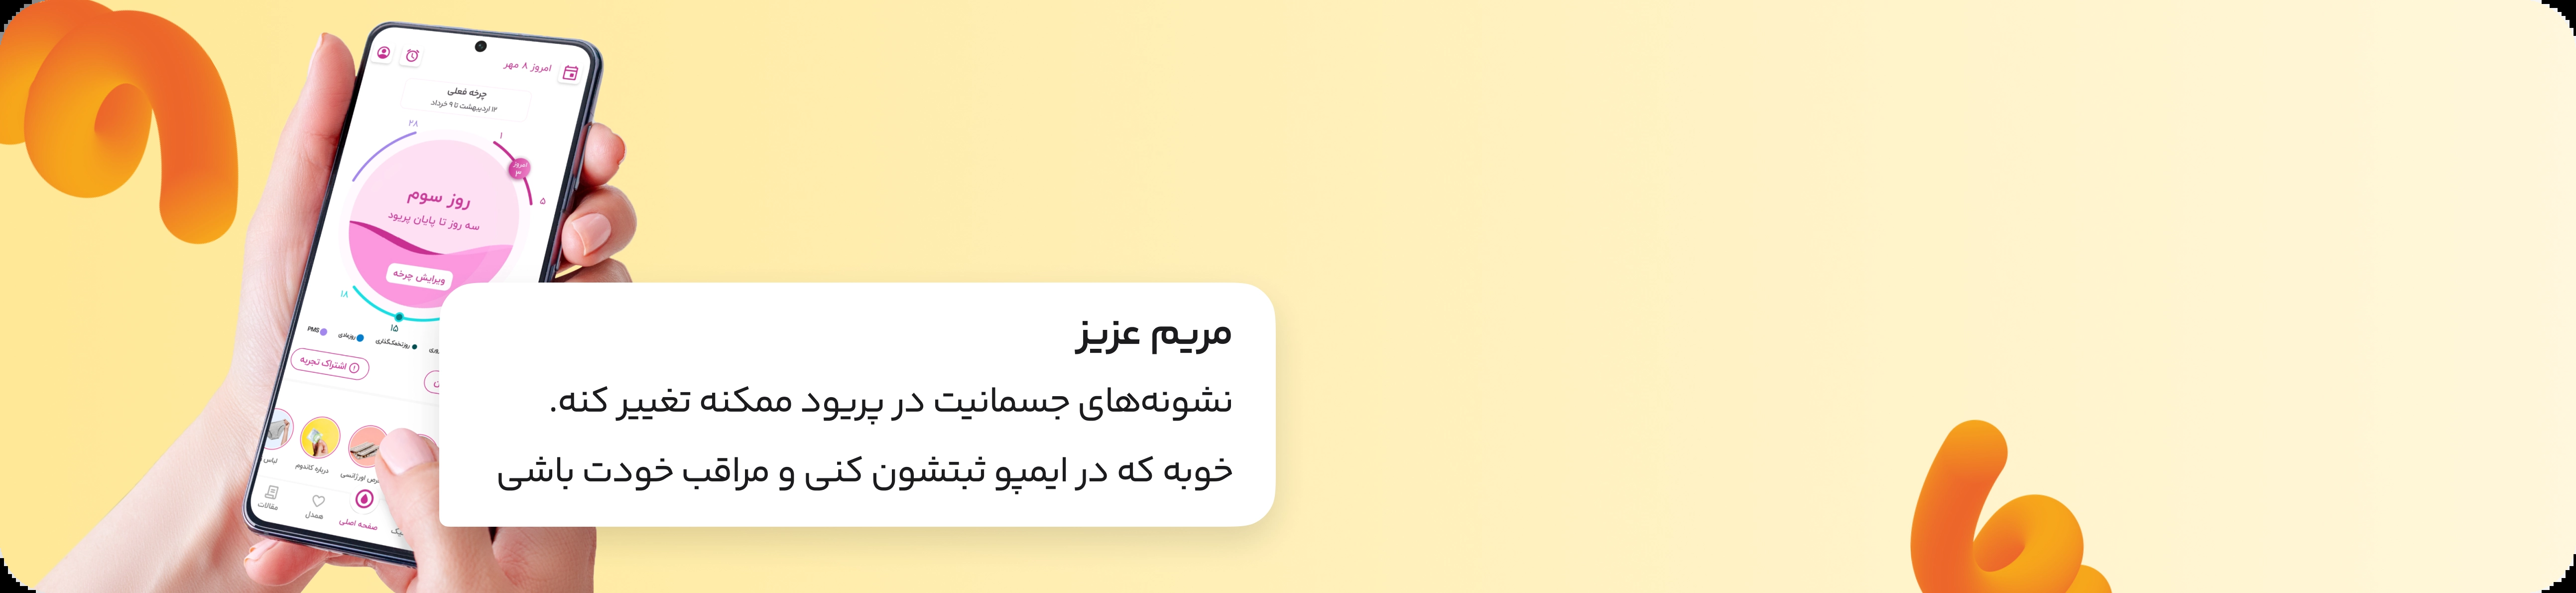 امروز ۸ مهر
چرخه فعلی
۱۲ اردیبهشت تا ۹ خرداد
۲۸
۱
امروز
۳
۵
روز سوم
سه روز تا پایان پریود
ویرایش چرخه
۱۸
۱۵
روز تخمک‌گذاری
روز عادی
PMS
اشتراک تجربه
درباره کاندوم
لباس
صفحه اصلی
همدل
مقالات
مریم عزیز
نشونه‌های جسمانیت در پریود ممکنه تغییر کنه.
خوبه که در ایمپو ثبتشون کنی و مراقب خودت باشی